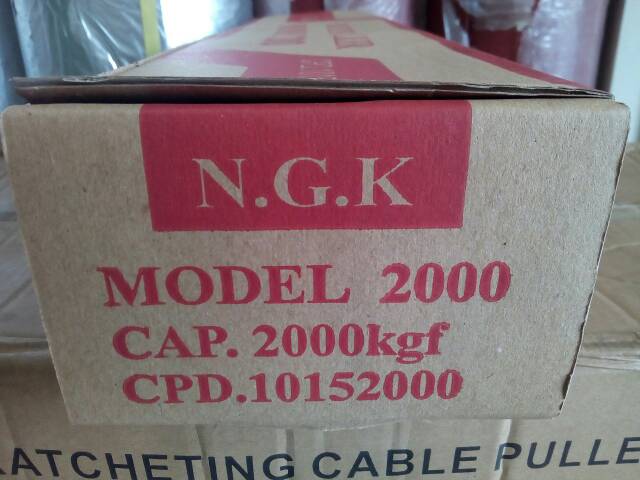 N.G.K
MODEL 2000
CAP. 2000kgf
CPD.10152000
RATCHETING CABLE PULLE